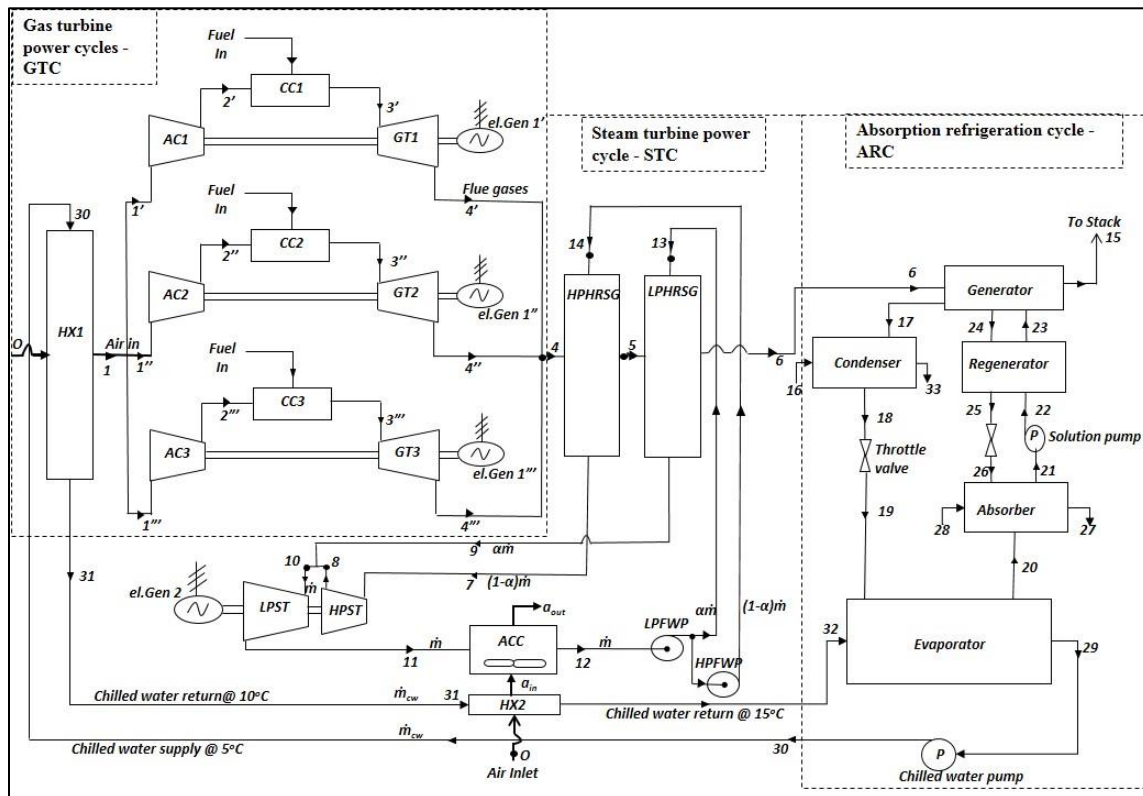 Gas turbine
power cycles -
GTC
Fuel
In
CC1
2'
3'
AC1
GT1
el.Gen 1'
Flue gases
1'
4'
30
Fuel
In
CC2
2''
3''
AC2
GT2
el.Gen 1''
HX1
O
Air in
1
1''
4''
4
Fuel
In
CC3
2'''
3'''
AC3
GT3
el.Gen 1'''
1'''
4'''
31
Steam turbine power
cycle - STC
14
13
HPHRSG
LPHRSG
5
6
Absorption refrigeration cycle -
ARC
To Stack
15
6
Generator
17
24
23
Condenser
Regenerator
16
33
18
25
22
Throttle
valve
P
Solution pump
26
21
19
Absorber
28
27
20
9
αṁ
10
8
7
(1-α)ṁ
el.Gen 2
LPST
ṁ
HPST
a out
ACC
11
ṁ
12
ṁ
LPFWP
αṁ
HPFWP
(1-α)ṁ
32
Evaporator
29
a in
Chilled water return@ 10°C
ṁcw
31
HX2
Chilled water return @ 15°C
Chilled water supply @ 5°C
ṁcw
O
Air Inlet
30
P
Chilled water pump